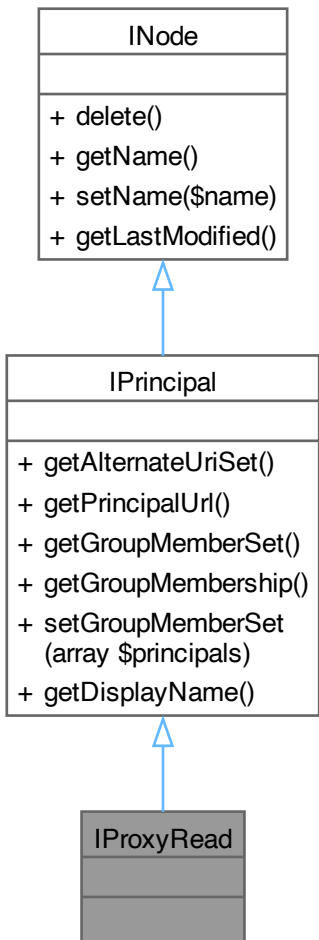 INode
+ delete()
+ getName()
+ setName($name)
+ getLastModified()
IPrincipal
+ getAlternateUriSet()
+ getPrincipalUrl()
+ getGroupMemberSet()
+ getGroupMembership()
+ setGroupMemberSet
(array $principals)
+ getDisplayName()
IProxyRead